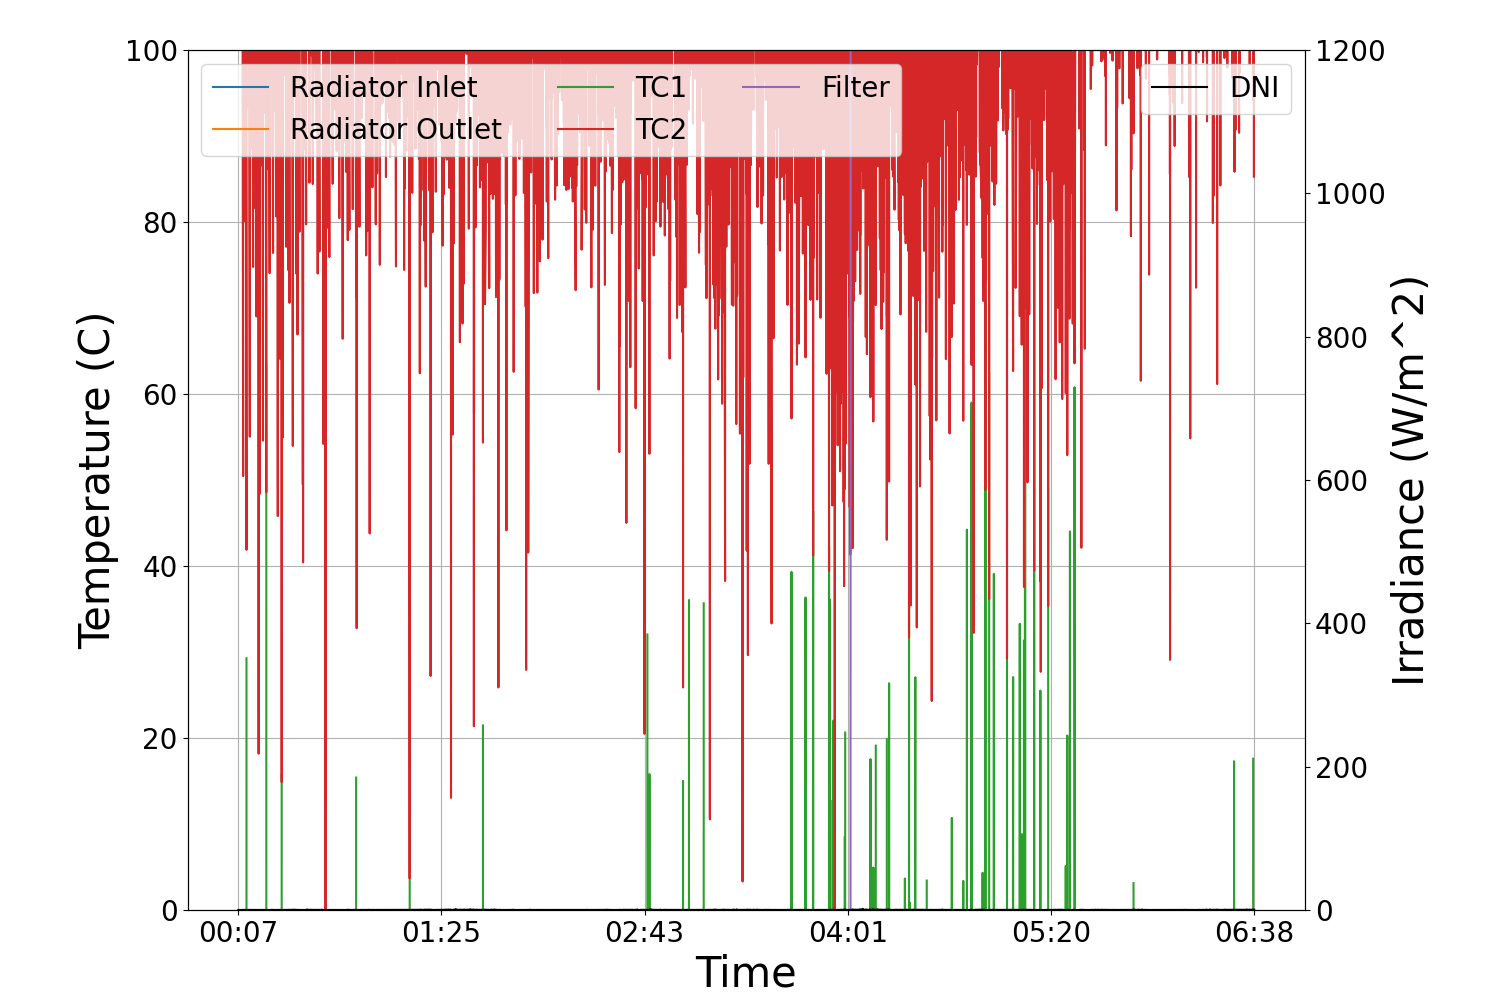 100
80
60
40
20
0
Temperature (C)
Radiator Inlet
Radiator Outlet
TC1
TC2
Filter
DNI
1200
1000
800
600
400
200
0
Irradiance (W/m^2)
00:07 01:25 02:43 04:01 05:20 06:38
Time